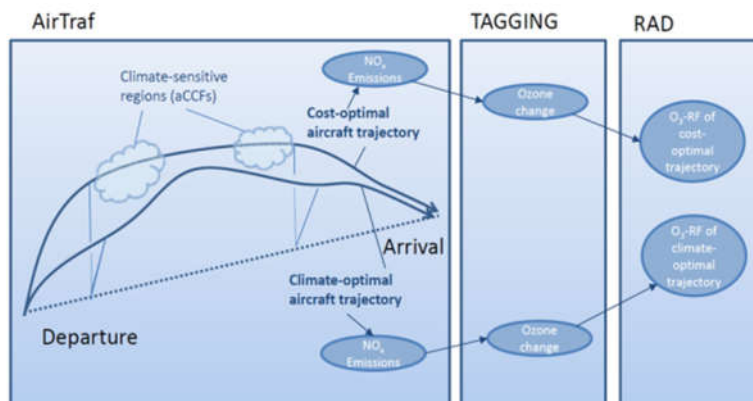 AirTraf
TAGGING
RAD
Climate-sensitive
regions (aCCFs)
NOx
Emissions
Cost-optimal
aircraft trajectory
Ozone
change
O3-RF of
cost-
optimal
trajectory
Arrival
Departure
Climate-optimal
aircraft trajectory
NOx
Emissions
Ozone
change
O3-RF of
climate-
optimal
trajectory